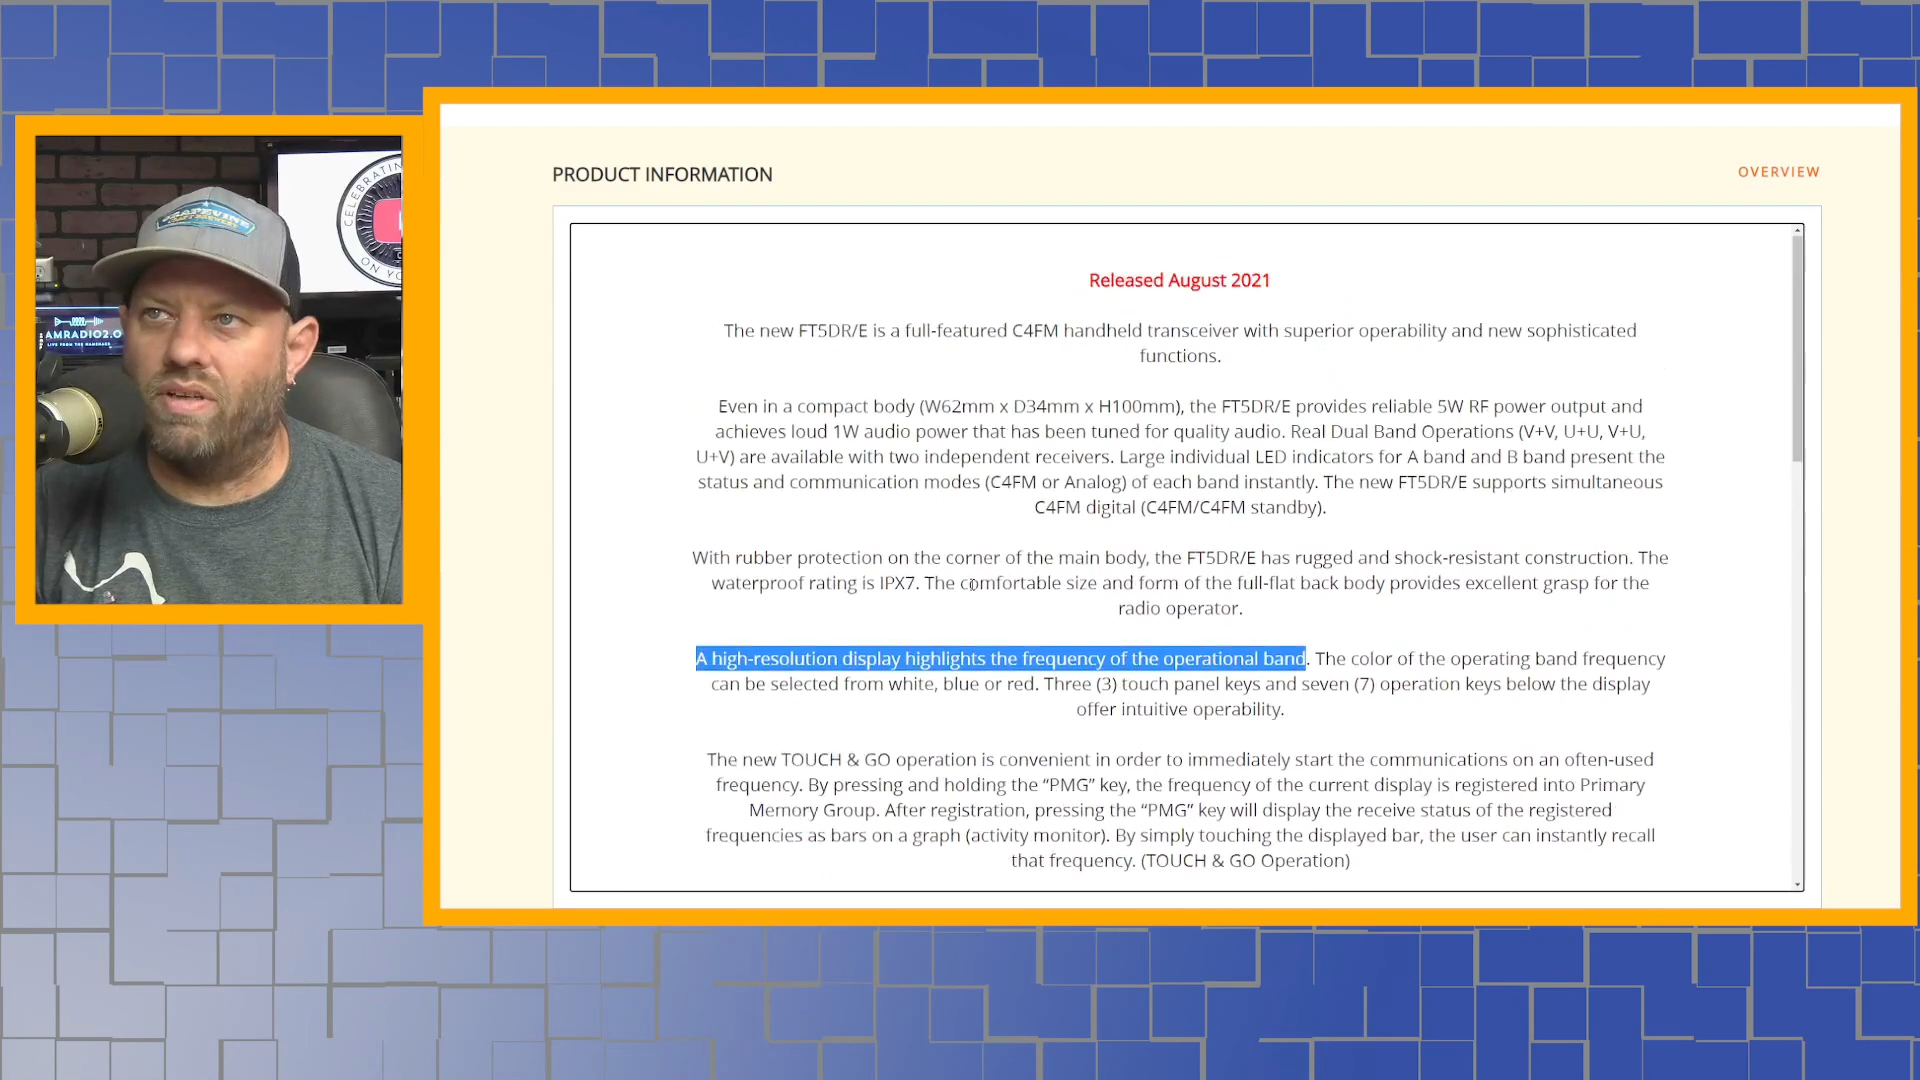 CELEBRATIN
ON YO
GRAPEVINE
CRAFT BREWERY
AMRADIO2.0
LIVE FROM THE HAMSHACK
PRODUCT INFORMATION
OVERVIEW
Released August 2021
The new FT5DR/E is a full-featured C4FM handheld transceiver with superior operability and new sophisticated
functions.
Even in a compact body (W62mm x D34mm x H100mm), the FT5DR/E provides reliable 5W RF power output and
achieves loud 1W audio power that has been tuned for quality audio. Real Dual Band Operations (V+V, U+U, V+U,
U+V) are available with two independent receivers. Large individual LED indicators for A band and B band present the
status and communication modes (C4FM or Analog) of each band instantly. The new FT5DR/E supports simultaneous
C4FM digital (C4FM/C4FM standby).
With rubber protection on the corner of the main body, the FT5DR/E has rugged and shock-resistant construction. The
waterproof rating is IPX7. The comfortable size and form of the full-flat back body provides excellent grasp for the
radio operator.
A high-resolution display highlights the frequency of the operational band. The color of the operating band frequency
can be selected from white, blue or red. Three (3) touch panel keys and seven (7) operation keys below the display
offer intuitive operability.
The new TOUCH & GO operation is convenient in order to immediately start the communications on an often-used
frequency. By pressing and holding the “PMG” key, the frequency of the current display is registered into Primary
Memory Group. After registration, pressing the “PMG” key will display the receive status of the registered
frequencies as bars on a graph (activity monitor). By simply touching the displayed bar, the user can instantly recall
that frequency. (TOUCH & GO Operation)